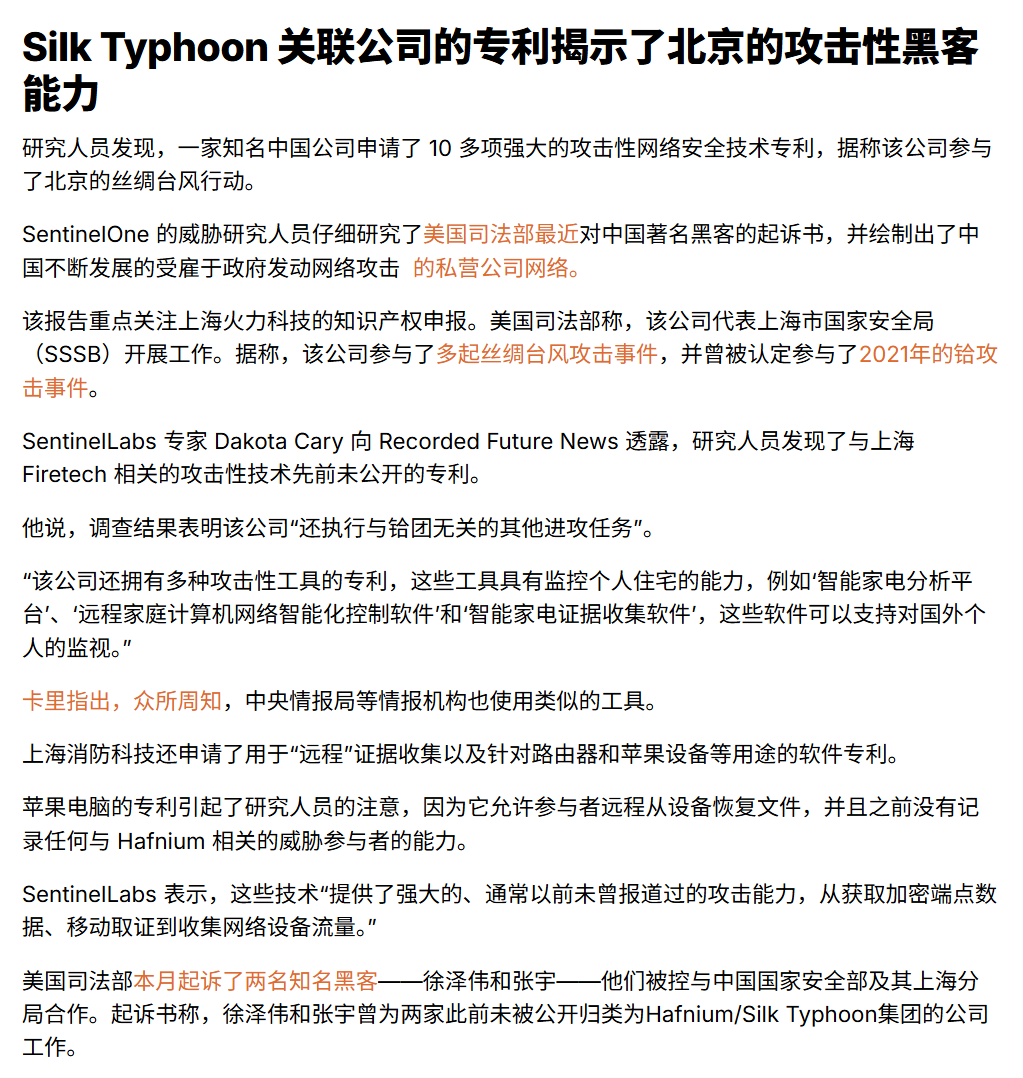 Silk Typhoon 关联公司的专利揭示了北京的攻击性黑客
能力
研究人员发现，一家知名中国公司申请了 10 多项强大的攻击性网络安全技术专利，据称该公司参与
了北京的丝绸台风行动。
SentinelOne 的威胁研究人员仔细研究了美国司法部最近对中国著名黑客的起诉书，并绘制出了中
国不断发展的受雇于政府发动网络攻击 的私营公司网络。
该报告重点关注上海火力科技的知识产权申报。美国司法部称，该公司代表上海市国家安全局
（SSSB）开展工作。据称，该公司参与了多起丝绸台风攻击事件，并曾被认定参与了2021年的铪攻
击事件。
SentinelLabs 专家 Dakota Cary 向 Recorded Future News 透露，研究人员发现了与上海
Firetech 相关的攻击性技术先前未公开的专利。
他说，调查结果表明该公司“还执行与铪团无关的其他进攻任务”。
“该公司还拥有多种攻击性工具的专利，这些工具具有监控个人住宅的能力，例如‘智能家电分析平
台’、‘远程家庭计算机网络智能化控制软件’和‘智能家电证据收集软件’，这些软件可以支持对国外个
人的监视。”
卡里指出，众所周知，中央情报局等情报机构也使用类似的工具。
上海消防科技还申请了用于“远程”证据收集以及针对路由器和苹果设备等用途的软件专利。
苹果电脑的专利引起了研究人员的注意，因为它允许参与者远程从设备恢复文件，并且之前没有记
录任何与 Hafnium 相关的威胁参与者的能力。
SentinelLabs 表示，这些技术“提供了强大的、通常以前未曾报道过的攻击能力，从获取加密端点数
据、移动取证到收集网络设备流量。”
美国司法部本月起诉了两名知名黑客——徐泽伟和张宇——他们被控与中国国家安全部及其上海分
局合作。起诉书称，徐泽伟和张宇曾为两家此前未被公开归类为Hafnium/Silk Typhoon集团的公司
工作。